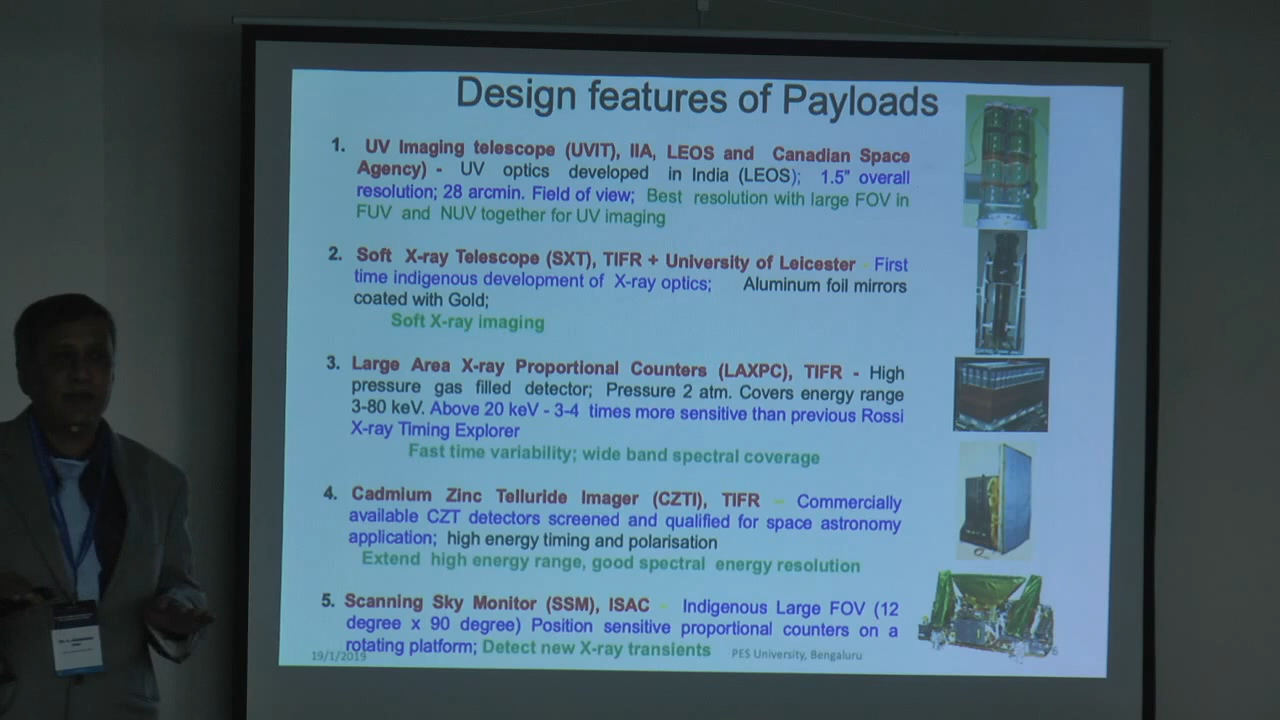 Design features of Payloads
1. UV Imaging telescope (UVIT), IIA, LEOS and Canadian Space
Agency) - UV optics developed in India (LEOS); 1.5" overall
resolution; 28 arcmin. Field of view; Best resolution with large FOV in
FUV and NUV together for UV imaging
2. Soft X-ray Telescope (SXT), TIFR + University of Leicester - First
time indigenous development of X-ray optics; Aluminum foil mirrors
coated with Gold;
Soft X-ray imaging
3. Large Area X-ray Proportional Counters (LAXPC), TIFR - High
pressure gas filled detector; Pressure 2 atm. Covers energy range
3-80 keV. Above 20 keV - 3-4 times more sensitive than previous Rossi
X-ray Timing Explorer
Fast time variability; wide band spectral coverage
4. Cadmium Zinc Telluride Imager (CZTI), TIFR - Commercially
available CZT detectors screened and qualified for space astronomy
application; high energy timing and polarisation
Extend high energy range, good spectral energy resolution
5. Scanning Sky Monitor (SSM), ISAC - Indigenous Large FOV (12
degree x 90 degree) Position sensitive proportional counters on a
rotating platform; Detect new X-ray transients
19/1/2019 PES University, Bengaluru 6